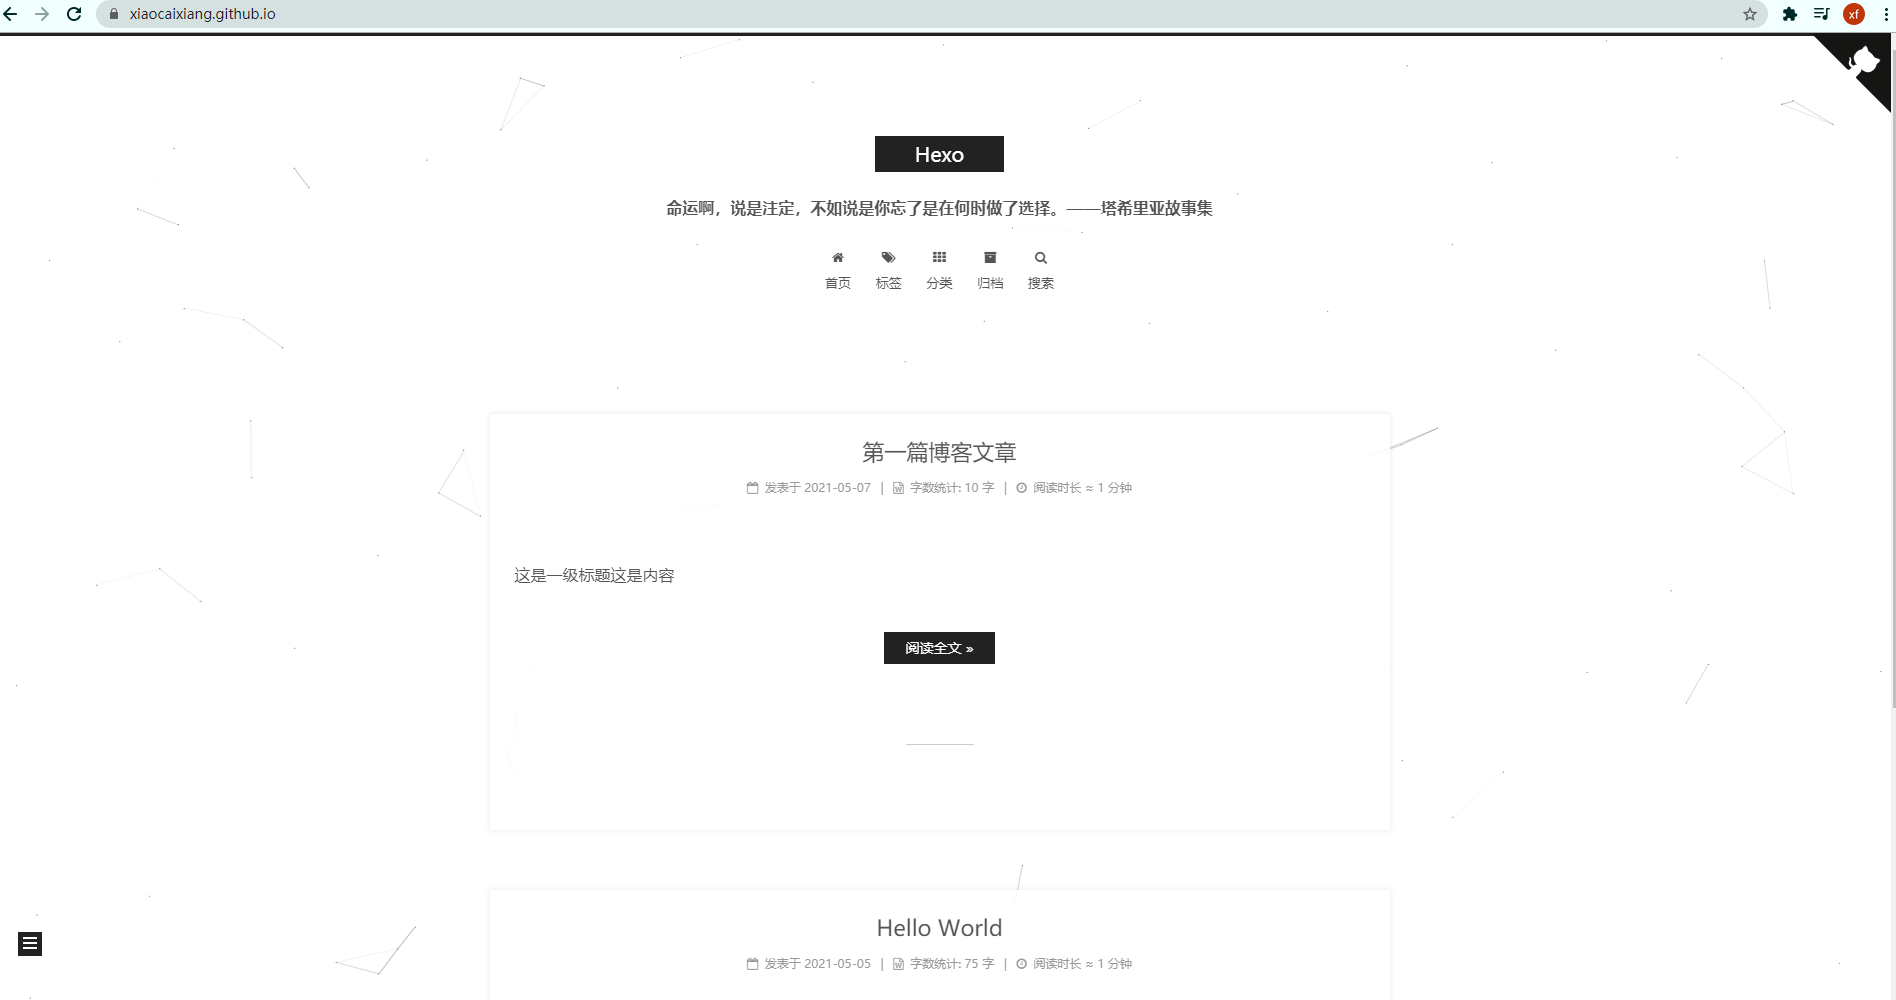 xiaocaixiang.github.io
xf
Hexo
命运啊，说是注定，不如说是你忘了是在何时做了选择。——塔希里亚故事集
首页 标签 分类 归档 搜索
第一篇博客文章
发表于 2021-05-07 | 字数统计: 10 字 | 阅读时长 ≈ 1 分钟
这是一级标题这是内容
阅读全文 »
Hello World
发表于 2021-05-05 | 字数统计: 75 字 | 阅读时长 ≈ 1 分钟